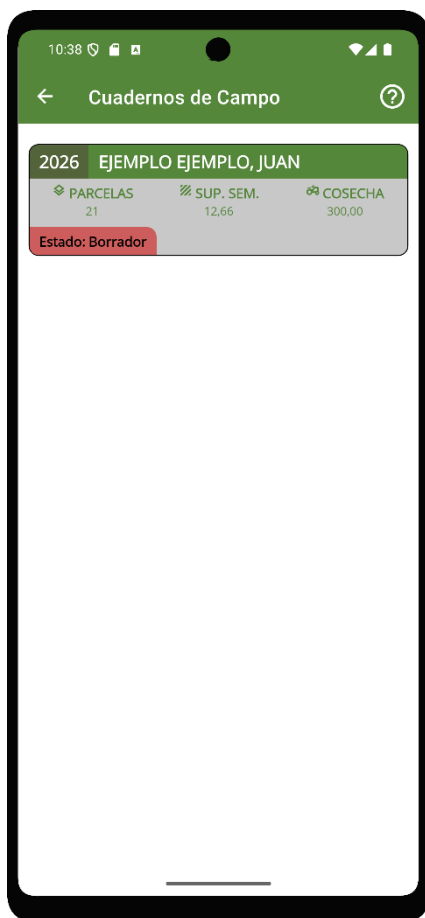 10:38
Cuadernos de Campo
2026 EJEMPLO EJEMPLO, JUAN
PARCELAS SUP. SEM. COSECHA
21 12,66 300,00
Estado: Borrador